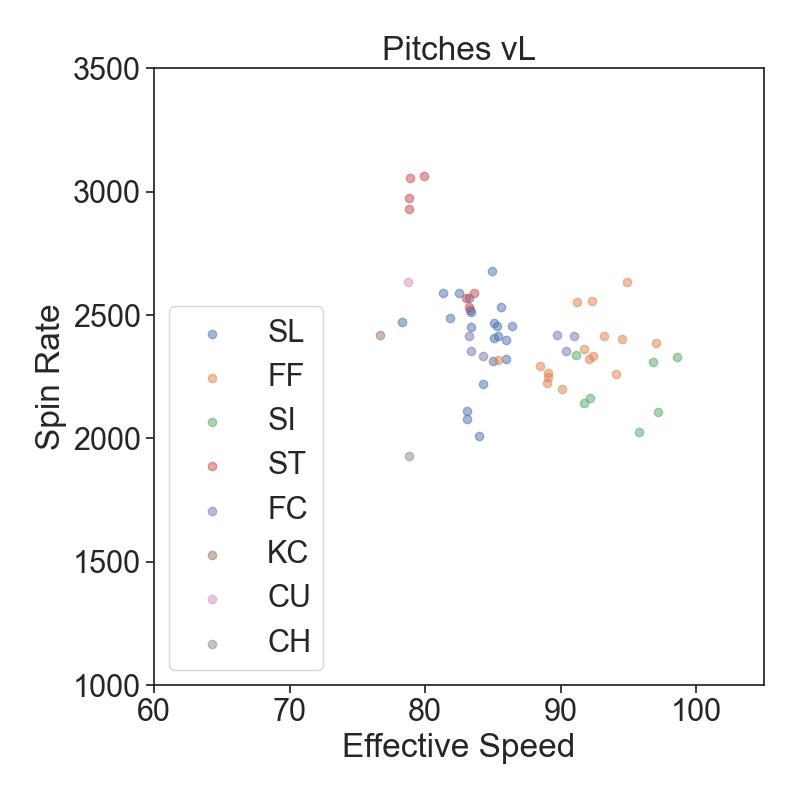 Pitches vL
3500
3000
2500
2000
1500
1000
Spin Rate
SL
FF
SI
ST
FC
KC
CU
CH
60 70 80 90 100
Effective Speed